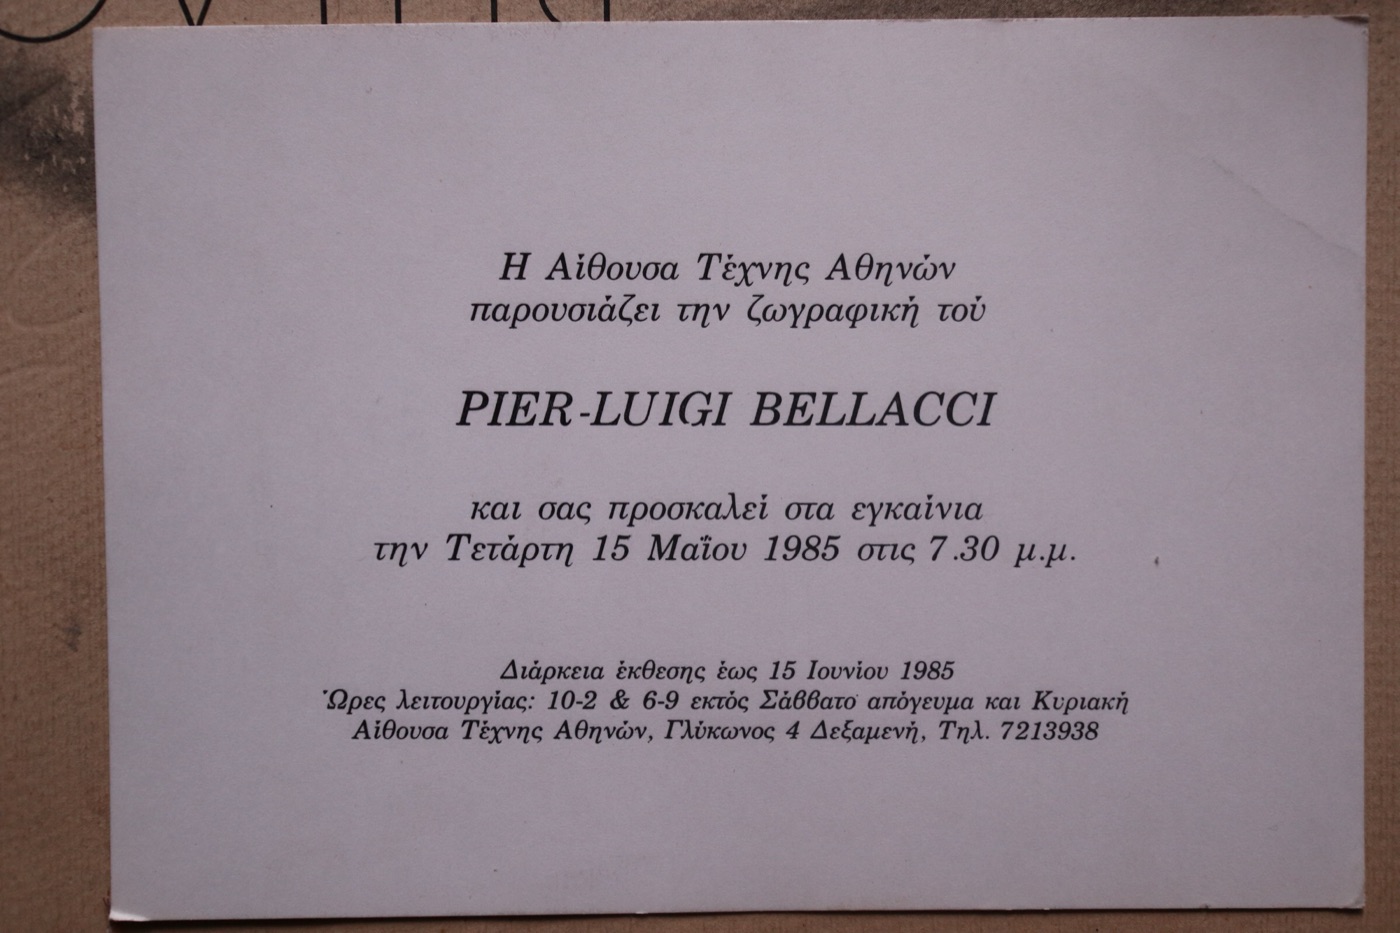 Η Αίθουσα Τέχνης Αθηνών
παρουσιάζει την ζωγραφική τού
PIER-LUIGI BELLACCI
και σας προσκαλεί στα εγκαίνια
την Τετάρτη 15 Μαΐου 1985 στις 7.30 μ.μ.
Διάρκεια έκθεσης έως 15 Ιουνίου 1985
Ώρες λειτουργίας: 10-2 & 6-9 εκτός Σάββατο απόγευμα και Κυριακή
Αίθουσα Τέχνης Αθηνών, Γλύκωνος 4 Δεξαμενή, Τηλ. 7213938